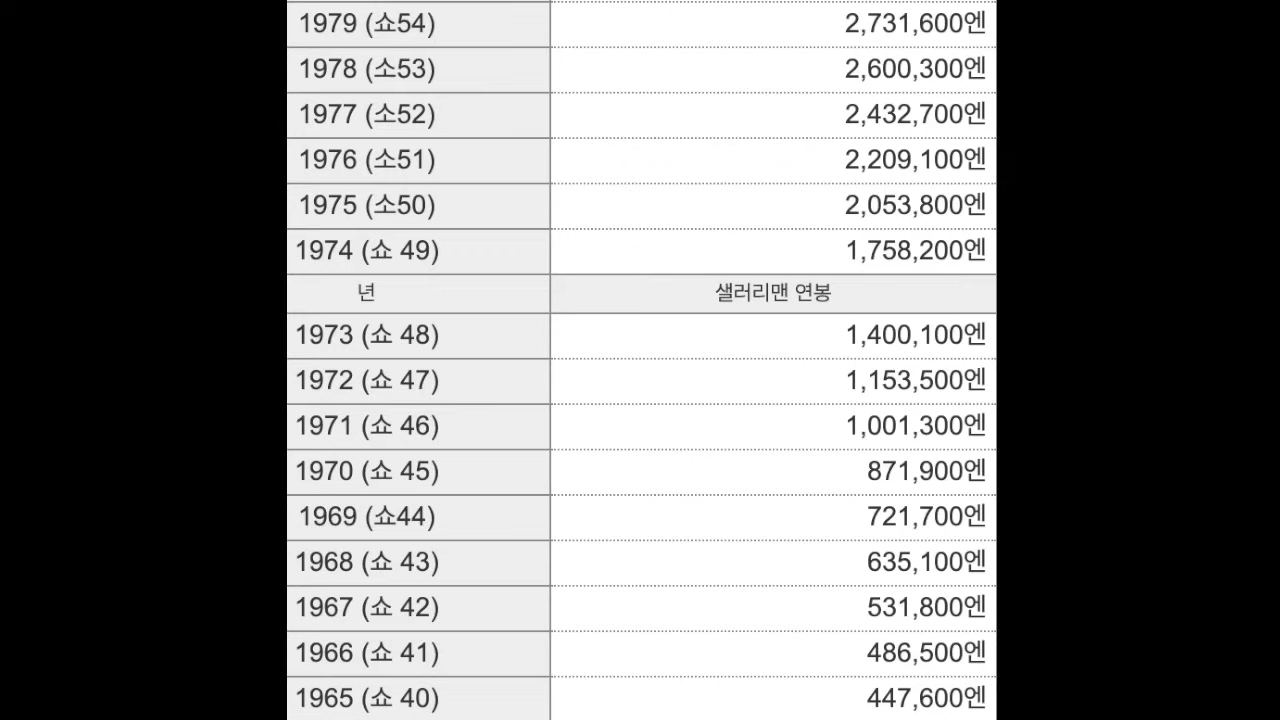 1979 (쇼54) 2,731,600엔
1978 (소53) 2,600,300엔
1977 (소52) 2,432,700엔
1976 (소51) 2,209,100엔
1975 (소50) 2,053,800엔
1974 (쇼 49) 1,758,200엔
년 샐러리맨 연봉
1973 (쇼 48) 1,400,100엔
1972 (쇼 47) 1,153,500엔
1971 (쇼 46) 1,001,300엔
1970 (쇼 45) 871,900엔
1969 (쇼44) 721,700엔
1968 (쇼 43) 635,100엔
1967 (쇼 42) 531,800엔
1966 (쇼 41) 486,500엔
1965 (쇼 40) 447,600엔